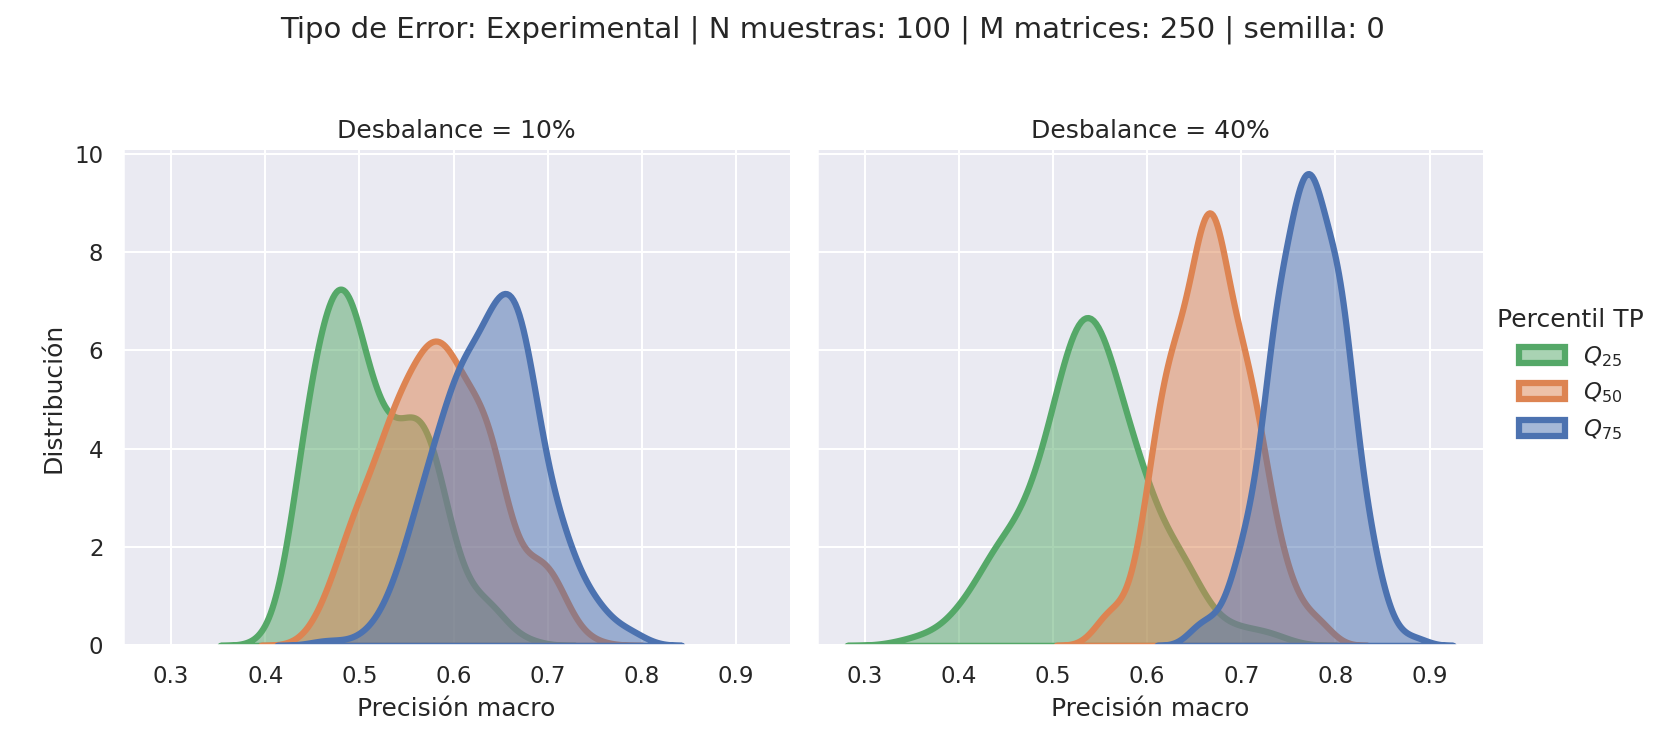 Tipo de Error: Experimental | N muestras: 100 | M matrices: 250 | semilla: 0
Desbalance = 10%
Desbalance = 40%
10
8
6
4
2
0
Distribución
0.3 0.4 0.5 0.6 0.7 0.8 0.9
0.3 0.4 0.5 0.6 0.7 0.8 0.9
Precisión macro
Precisión macro
Percentil TP
Q25
Q50
Q75